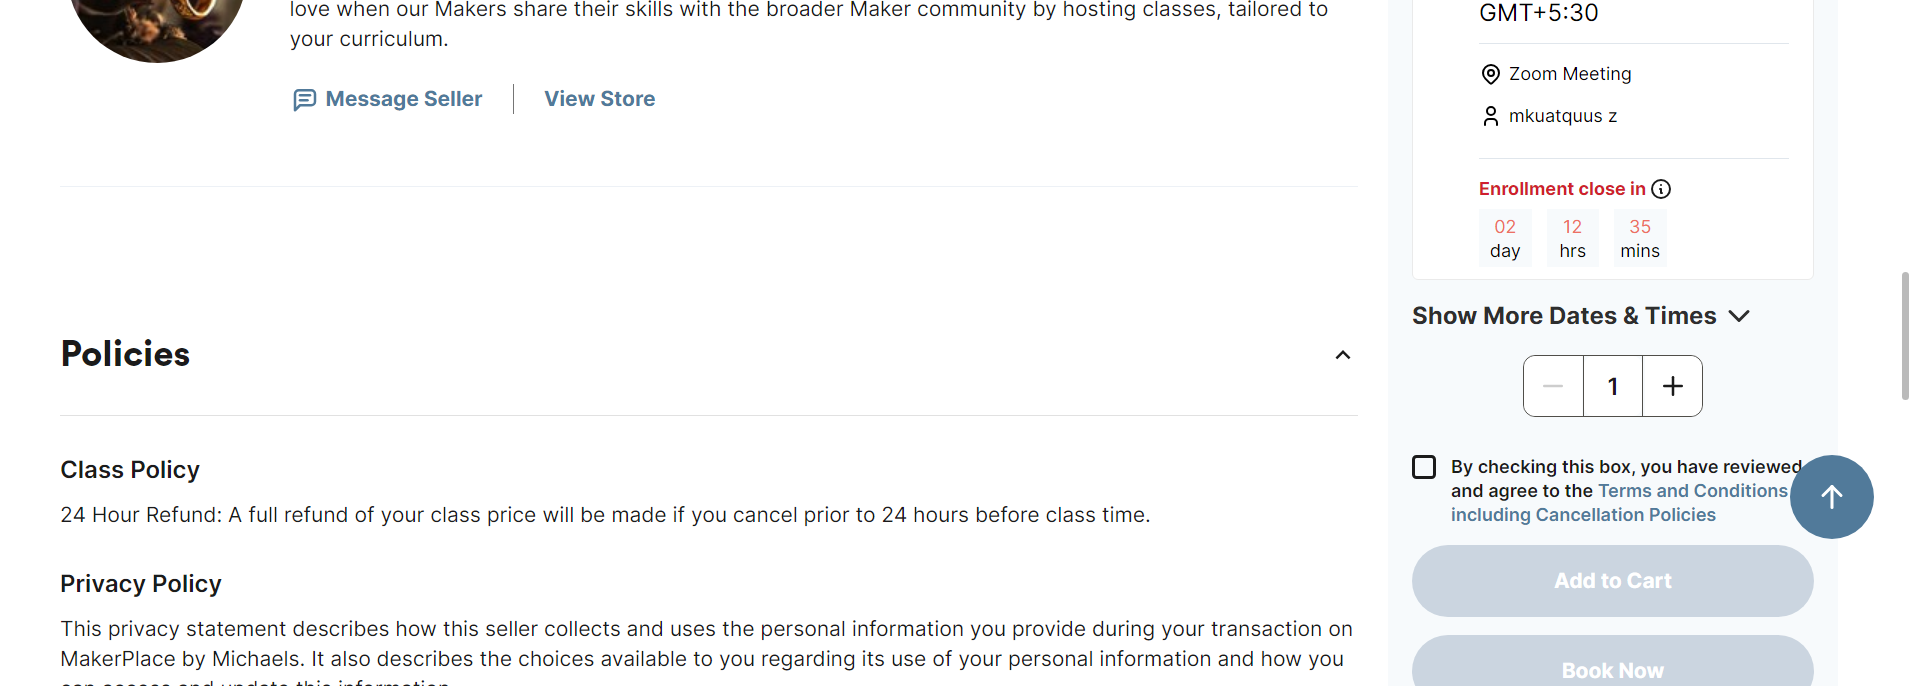 love when our Makers share their skills with the broader Maker community by hosting classes, tailored to
your curriculum.
Message Seller
View Store
Policies
Class Policy
24 Hour Refund: A full refund of your class price will be made if you cancel prior to 24 hours before class time.
Privacy Policy
This privacy statement describes how this seller collects and uses the personal information you provide during your transaction on
MakerPlace by Michaels. It also describes the choices available to you regarding its use of your personal information and how you
can access and update this information.
GMT+5:30
Zoom Meeting
mkuatquus z
Enrollment close in
02 12 35
day hrs mins
Show More Dates & Times
1
By checking this box, you have reviewed
and agree to the Terms and Conditions
including Cancellation Policies
Add to Cart
Book Now